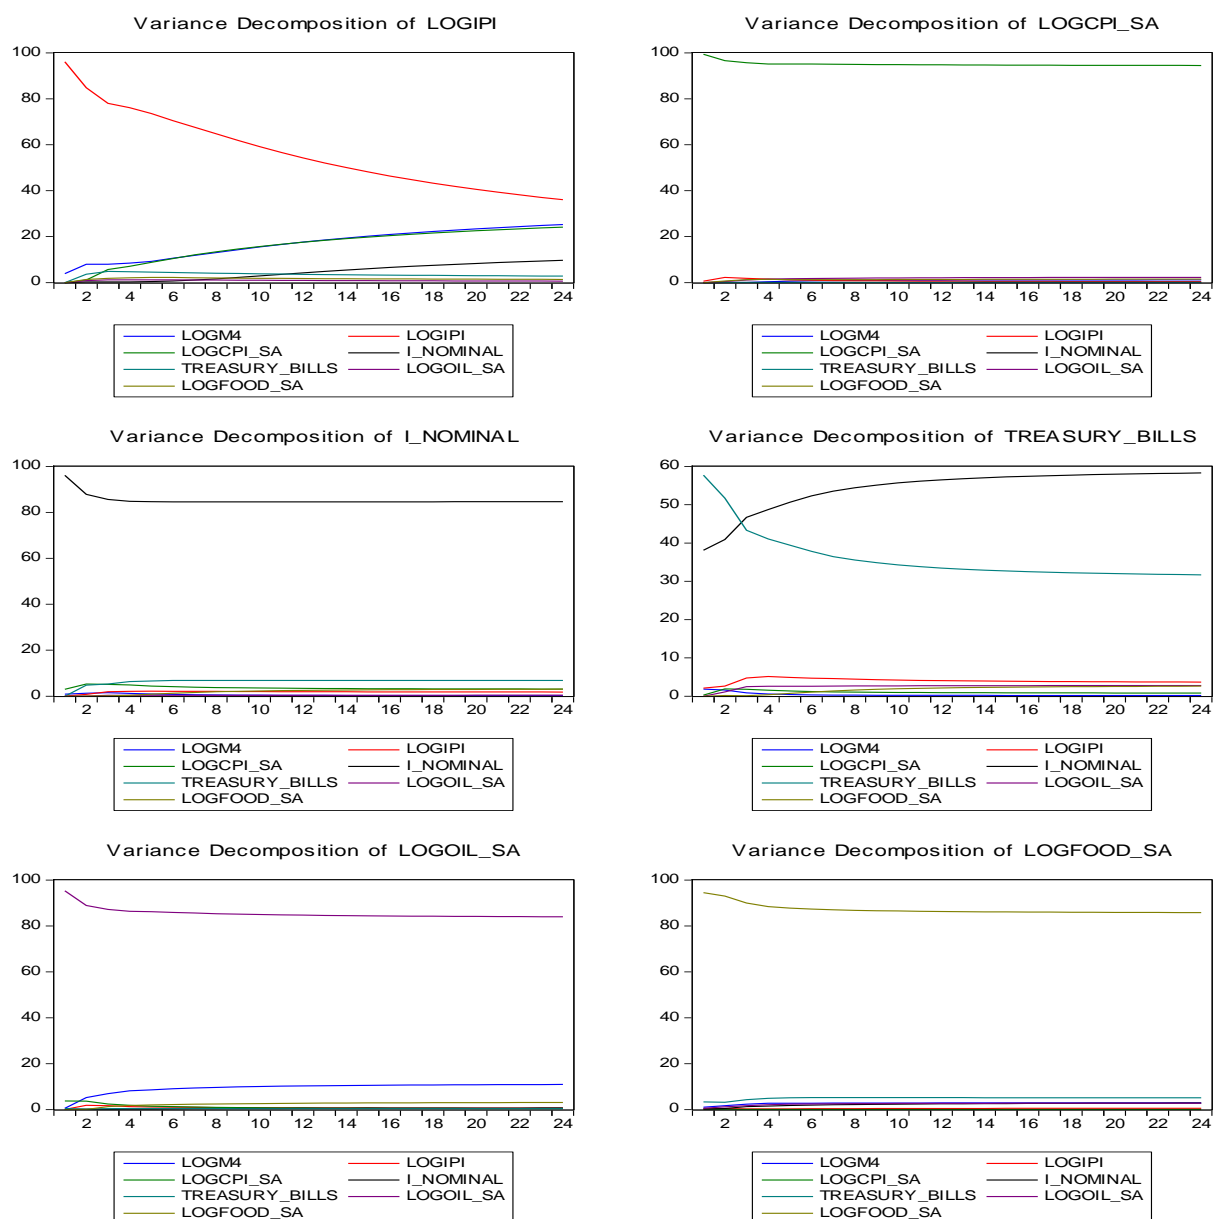 Variance Decomposition of LOGIPI
100
80
60
40
20
0
2 4 6 8 10 12 14 16 18 20 22 24
LOGM4 LOGIPI
LOGCPI_SA I_NOMINAL
TREASURY_BILLS LOGOIL_SA
LOGFOOD_SA
Variance Decomposition of LOGCPI_SA
100
80
60
40
20
0
2 4 6 8 10 12 14 16 18 20 22 24
LOGM4 LOGIPI
LOGCPI_SA I_NOMINAL
TREASURY_BILLS LOGOIL_SA
LOGFOOD_SA
Variance Decomposition of I_NOMINAL
100
80
60
40
20
0
2 4 6 8 10 12 14 16 18 20 22 24
LOGM4 LOGIPI
LOGCPI_SA I_NOMINAL
TREASURY_BILLS LOGOIL_SA
LOGFOOD_SA
Variance Decomposition of TREASURY_BILLS
60
50
40
30
20
10
0
2 4 6 8 10 12 14 16 18 20 22 24
LOGM4 LOGIPI
LOGCPI_SA I_NOMINAL
TREASURY_BILLS LOGOIL_SA
LOGFOOD_SA
Variance Decomposition of LOGOIL_SA
100
80
60
40
20
0
2 4 6 8 10 12 14 16 18 20 22 24
LOGM4 LOGIPI
LOGCPI_SA I_NOMINAL
TREASURY_BILLS LOGOIL_SA
LOGFOOD_SA
Variance Decomposition of LOGFOOD_SA
100
80
60
40
20
0
2 4 6 8 10 12 14 16 18 20 22 24
LOGM4 LOGIPI
LOGCPI_SA I_NOMINAL
TREASURY_BILLS LOGOIL_SA
LOGFOOD_SA